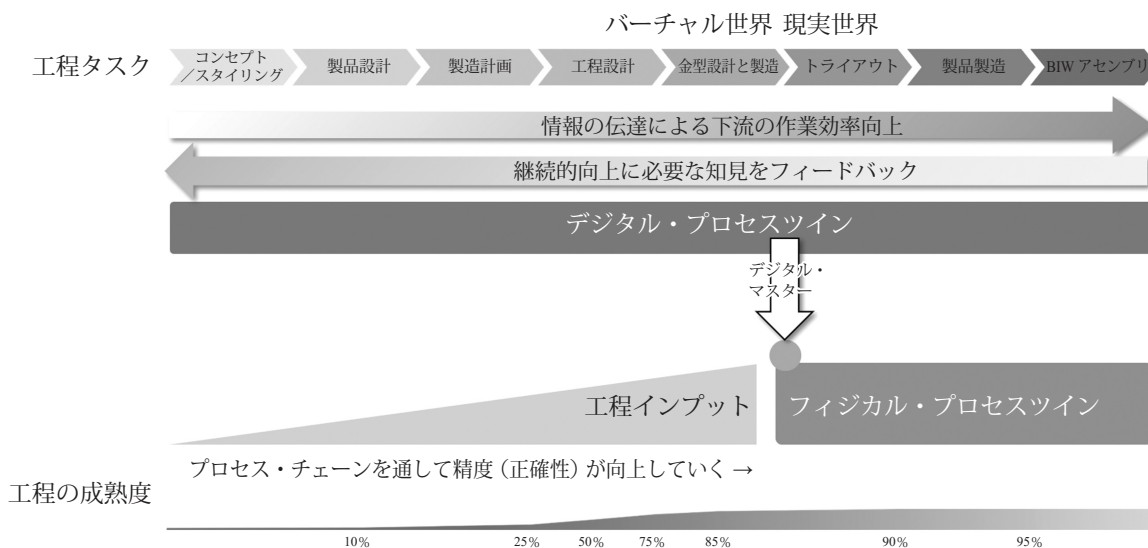 バーチャル世界 現実世界
工程タスク
コンセプト
／スタイリング
製品設計
製造計画
工程設計
金型設計と製造
トライアウト
製品製造
BIW アセンブリ
情報の伝達による下流の作業効率向上
継続的向上に必要な知見をフィードバック
デジタル・プロセスツイン
デジタル・
マスター
工程インプット
フィジカル・プロセスツイン
プロセス・チェーンを通して精度（正確性）が向上していく →
工程の成熟度
10%
25%
50%
75%
85%
90%
95%